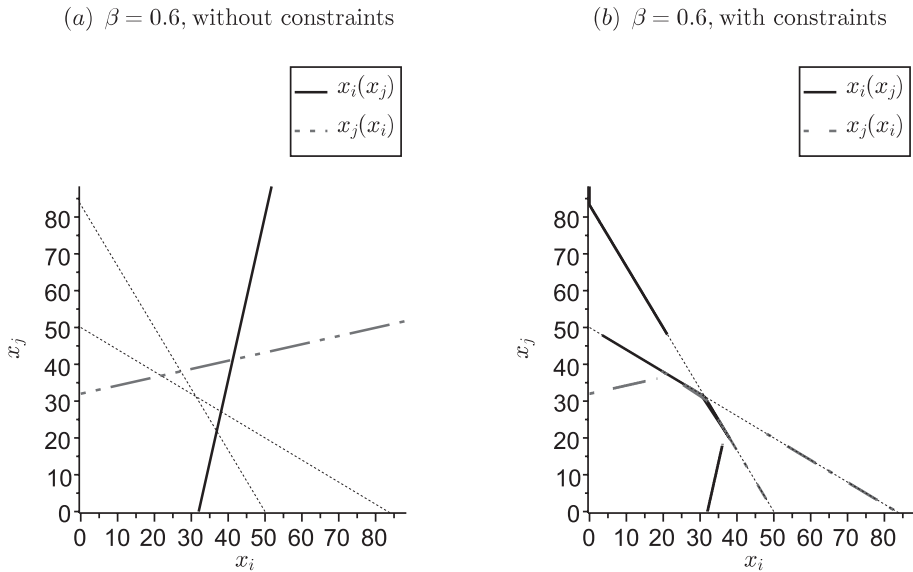 (a) β = 0.6, without constraints
x_i(x_j)
x_j(x_i)
80
70
60
50
40
30
20
10
0
x_j
0 10 20 30 40 50 60 70 80
x_i
(b) β = 0.6, with constraints
x_i(x_j)
x_j(x_i)
80
70
60
50
40
30
20
10
0
x_j
0 10 20 30 40 50 60 70 80
x_i